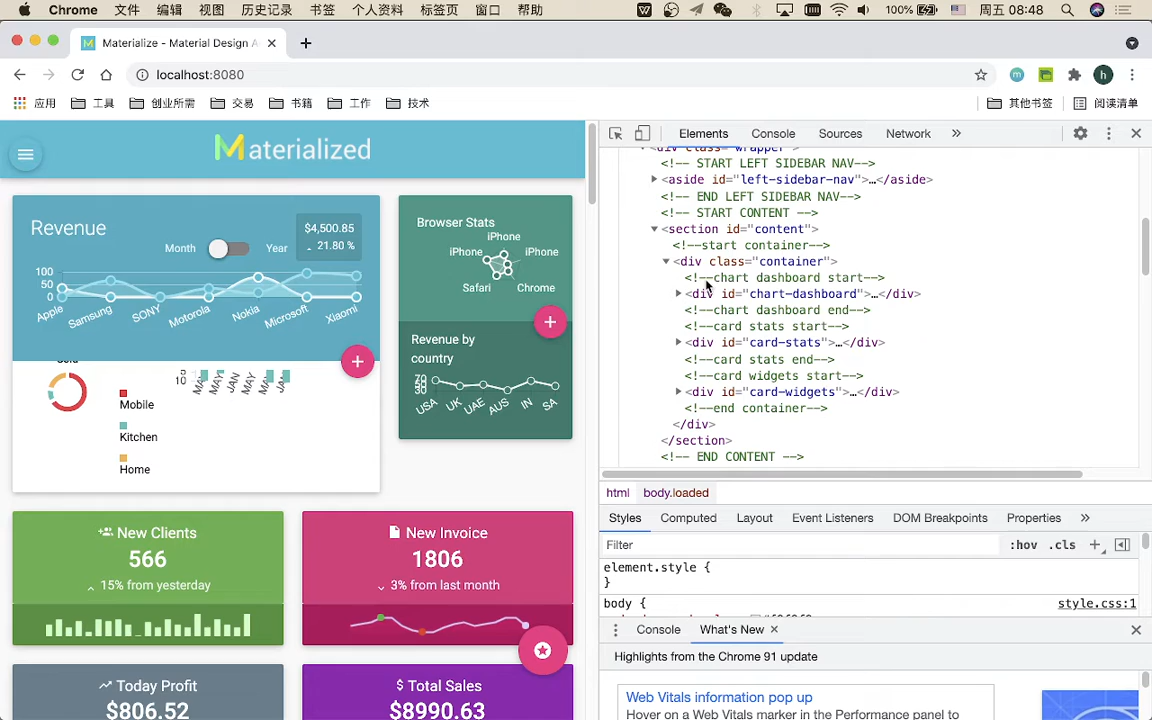 Chrome 文件 编辑 视图 历史记录 书签 个人资料 标签页 窗口 帮助 100% 周五 08:48
Materialize - Material Design A
localhost:8080
应用 工具 创业所需 交易 书籍 工作 技术 其他书签 阅读清单
Materialized
Revenue
$4,500.85
21.80 %
Month Year
100
50
0
Apple Samsung SONY Motorola Nokia Microsoft Xiaomi
Mobile
Kitchen
Home
10
MAY JAN MAY JAN
Browser Stats
iPhone
iPhone iPhone
Safari Chrome
Revenue by
country
USA UK UAE AUS IN SA
New Clients
566
15% from yesterday
New Invoice
1806
3% from last month
Today Profit
$806.52
$ Total Sales
$8990.63
Elements Console Sources Network
<div class="wrapper">
<!-- START LEFT SIDEBAR NAV-->
<aside id="left-sidebar-nav">…</aside>
<!-- END LEFT SIDEBAR NAV-->
<!-- START CONTENT -->
<section id="content">
<!--start container-->
<div class="container">
<!--chart dashboard start-->
<div id="chart-dashboard">…</div>
<!--chart dashboard end-->
<!--card stats start-->
<div id="card-stats">…</div>
<!--card stats end-->
<!--card widgets start-->
<div id="card-widgets">…</div>
<!--end container-->
</div>
</section>
<!-- END CONTENT -->
html body.loaded
Styles Computed Layout Event Listeners DOM Breakpoints Properties
Filter :hov .cls
element.style {
}
body { style.css:1
Console What's New
Highlights from the Chrome 91 update
Web Vitals information pop up
Hover on a Web Vitals marker in the Performance panel to